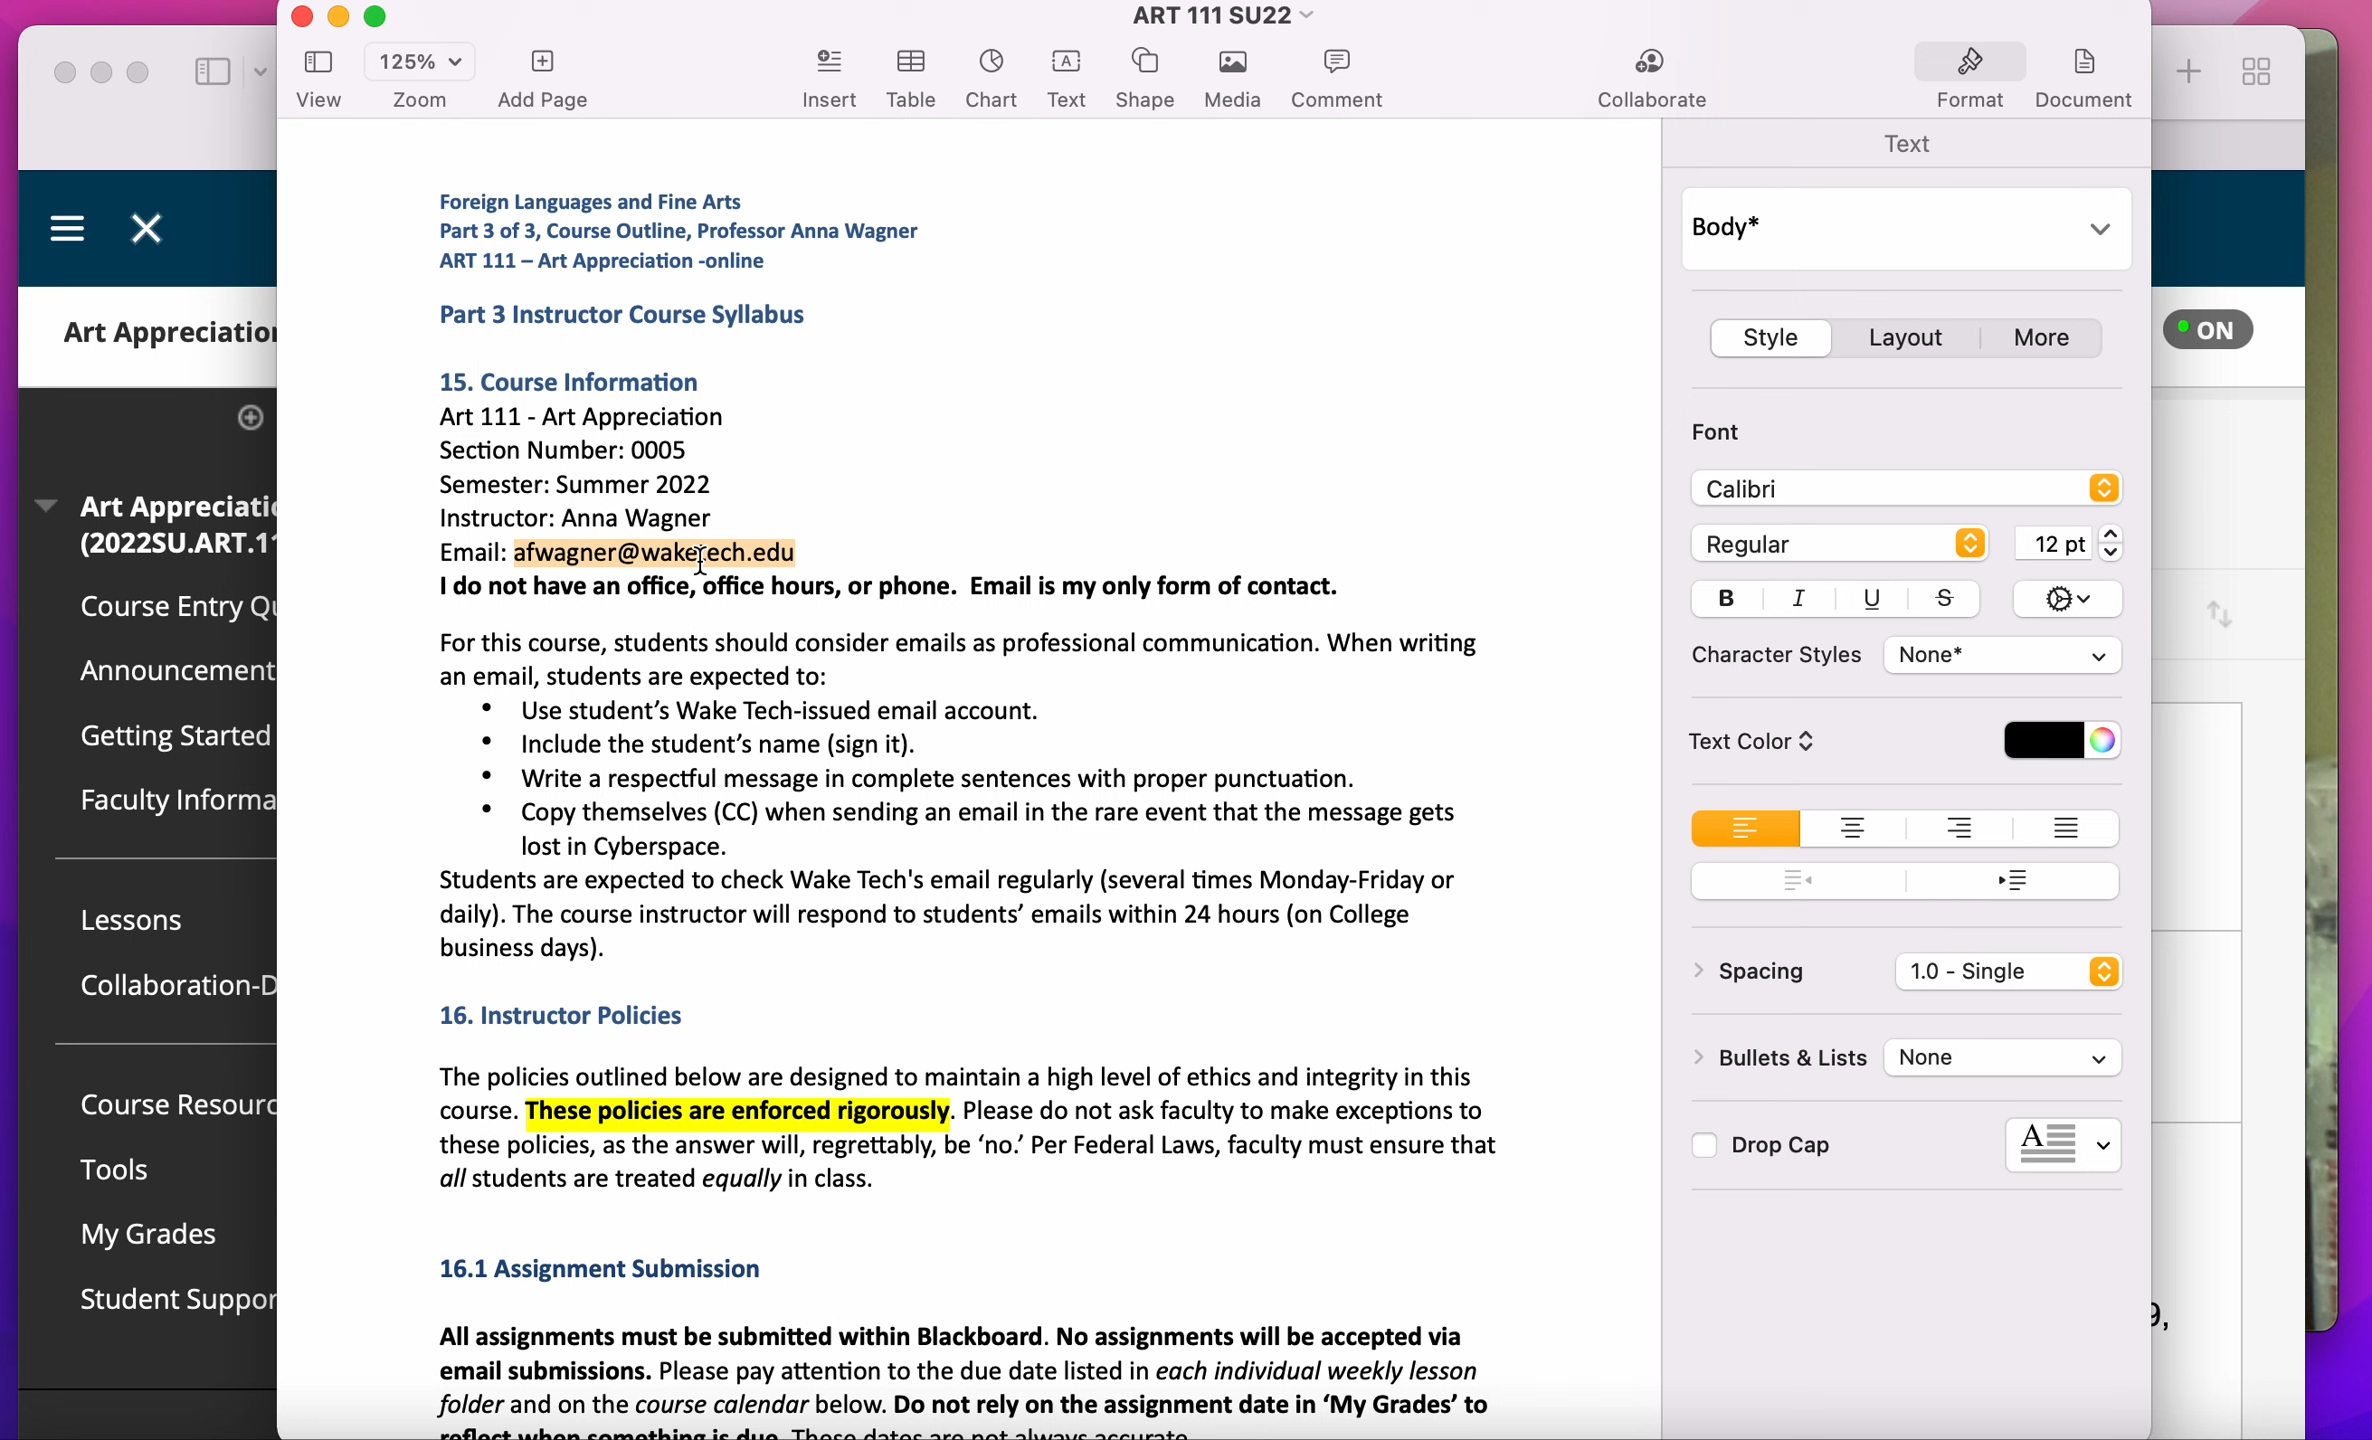 ART 111 SU22
125%
View
Zoom
Add Page
Insert
Table
Chart
Text
Shape
Media
Comment
Collaborate
Format
Document
Art Appreciation
ON
Art Appreciatio
(2022SU.ART.11
Course Entry Qu
Announcement
Getting Started
Faculty Informa
Lessons
Collaboration-D
Course Resourc
Tools
My Grades
Student Suppor
Foreign Languages and Fine Arts
Part 3 of 3, Course Outline, Professor Anna Wagner
ART 111 – Art Appreciation -online
Part 3 Instructor Course Syllabus
15. Course Information
Art 111 - Art Appreciation
Section Number: 0005
Semester: Summer 2022
Instructor: Anna Wagner
Email: afwagner@waketech.edu
I do not have an office, office hours, or phone.  Email is my only form of contact.
For this course, students should consider emails as professional communication. When writing
an email, students are expected to:
• Use student’s Wake Tech-issued email account.
• Include the student’s name (sign it).
• Write a respectful message in complete sentences with proper punctuation.
• Copy themselves (CC) when sending an email in the rare event that the message gets
lost in Cyberspace.
Students are expected to check Wake Tech's email regularly (several times Monday-Friday or
daily). The course instructor will respond to students’ emails within 24 hours (on College
business days).
16. Instructor Policies
The policies outlined below are designed to maintain a high level of ethics and integrity in this
course. These policies are enforced rigorously. Please do not ask faculty to make exceptions to
these policies, as the answer will, regrettably, be ‘no.’ Per Federal Laws, faculty must ensure that
all students are treated equally in class.
16.1 Assignment Submission
All assignments must be submitted within Blackboard. No assignments will be accepted via
email submissions. Please pay attention to the due date listed in each individual weekly lesson
folder and on the course calendar below. Do not rely on the assignment date in ‘My Grades’ to
reflect when something is due. These dates are not always accurate.
Text
Body*
Style
Layout
More
Font
Calibri
Regular
12 pt
B I U S
Character Styles
None*
Text Color
Spacing
1.0 - Single
Bullets & Lists
None
Drop Cap
A
9,